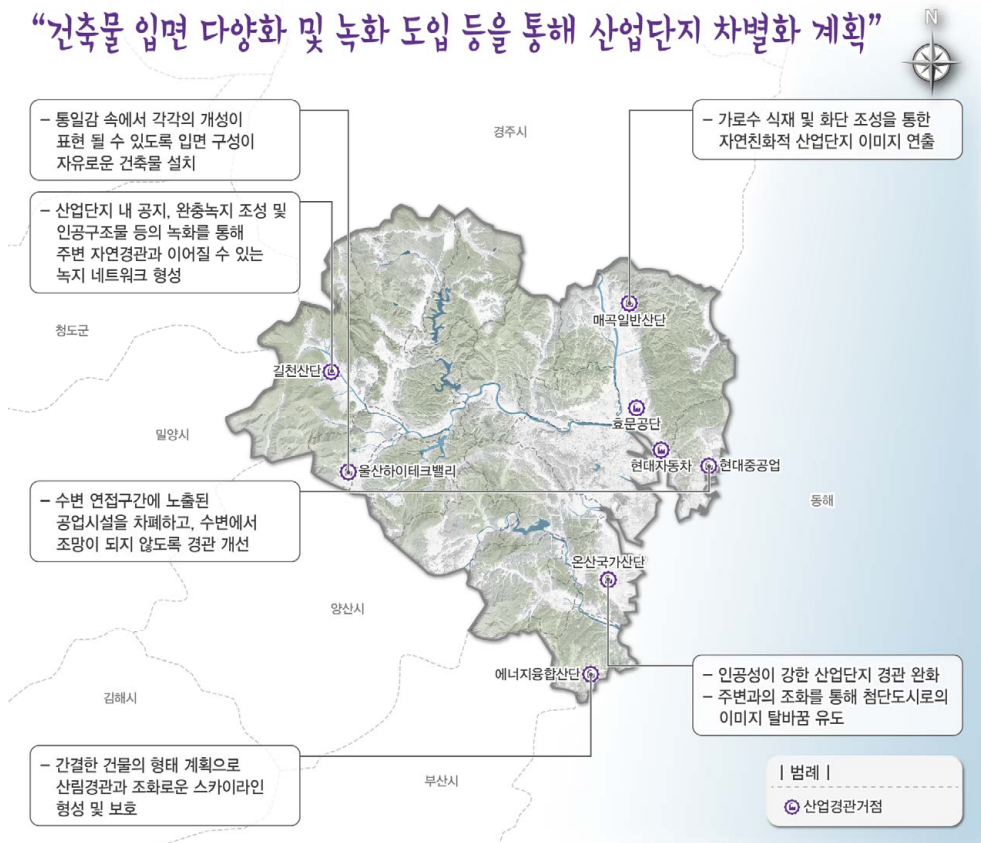 “건축물 입면 다양화 및 녹화 도입 등을 통해 산업단지 차별화 계획”
N
– 통일감 속에서 각각의 개성이
표현 될 수 있도록 입면 구성이
자유로운 건축물 설치
경주시
– 가로수 식재 및 화단 조성을 통한
자연친화적 산업단지 이미지 연출
– 산업단지 내 공지, 완충녹지 조성 및
인공구조물 등의 녹화를 통해
주변 자연경관과 이어질 수 있는
녹지 네트워크 형성
매곡일반산단
청도군
길천산단
효문공단
밀양시
현대자동차
현대중공업
울산하이테크밸리
– 수변 연접구간에 노출된
공업시설을 차폐하고, 수변에서
조망이 되지 않도록 경관 개선
동해
온산국가산단
양산시
에너지융합산단
– 인공성이 강한 산업단지 경관 완화
– 주변과의 조화를 통해 첨단도시로의
이미지 탈바꿈 유도
김해시
– 간결한 건물의 형태 계획으로
산림경관과 조화로운 스카이라인
형성 및 보호
부산시
| 범례 |
산업경관거점